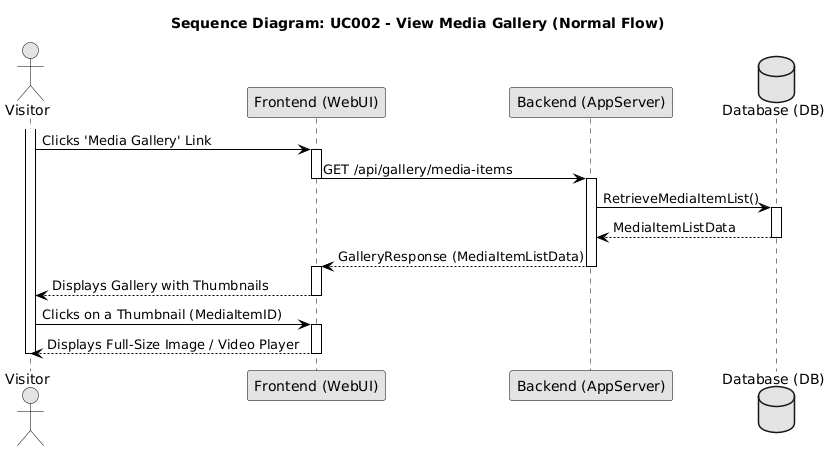 Sequence Diagram: UC002 - View Media Gallery (Normal Flow)
Visitor
Frontend (WebUI)
Backend (AppServer)
Database (DB)
Clicks 'Media Gallery' Link
GET /api/gallery/media-items
RetrieveMediaItemList()
MediaItemListData
GalleryResponse (MediaItemListData)
Displays Gallery with Thumbnails
Clicks on a Thumbnail (MediaItemID)
Displays Full-Size Image / Video Player
Visitor
Frontend (WebUI)
Backend (AppServer)
Database (DB)